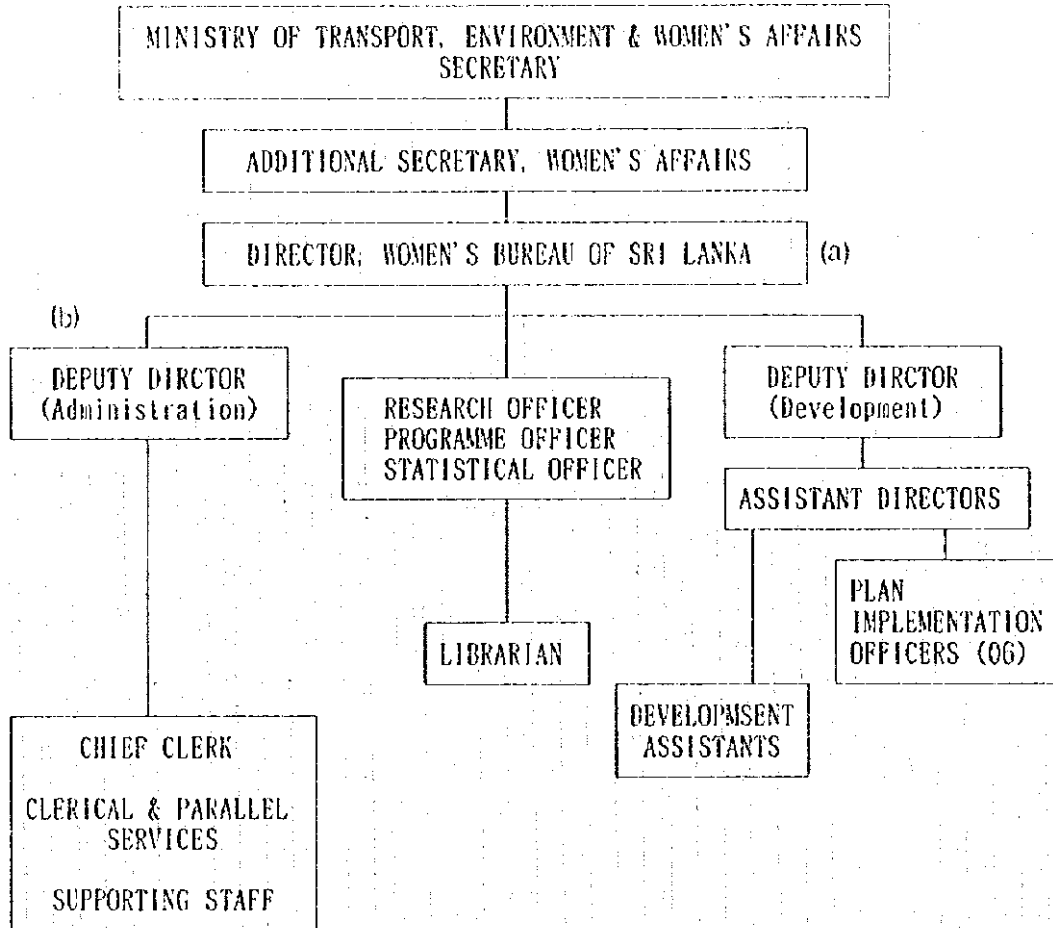 MINISTRY OF TRANSPORT, ENVIRONMENT & WOMEN'S AFFAIRS
SECRETARY
ADDITIONAL SECRETARY, WOMEN'S AFFAIRS
DIRECTOR, WOMEN'S BUREAU OF SRI LANKA (a)
(b)
DEPUTY DIRCTOR
(Administration)
RESEARCH OFFICER
PROGRAMME OFFICER
STATISTICAL OFFICER
DEPUTY DIRCTOR
(Development)
ASSISTANT DIRECTORS
PLAN
IMPLEMENTATION
OFFICERS (06)
LIBRARIAN
DEVELOPMSENT
ASSISTANTS
CHIEF CLERK
CLERICAL & PARALLEL
SERVICES
SUPPORTING STAFF